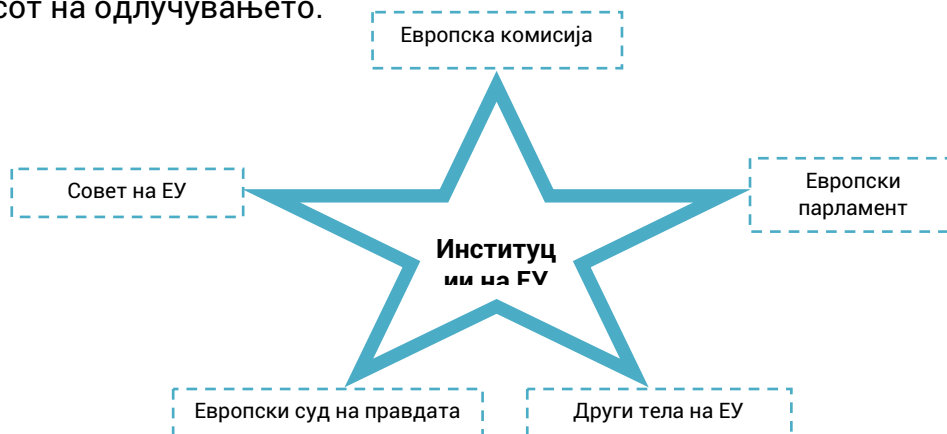 сот на одлучувањето.
Европска комисија
Совет на ЕУ
Европски
парламент
Институц
ии на ЕУ
Европски суд на правдата
Други тела на ЕУ